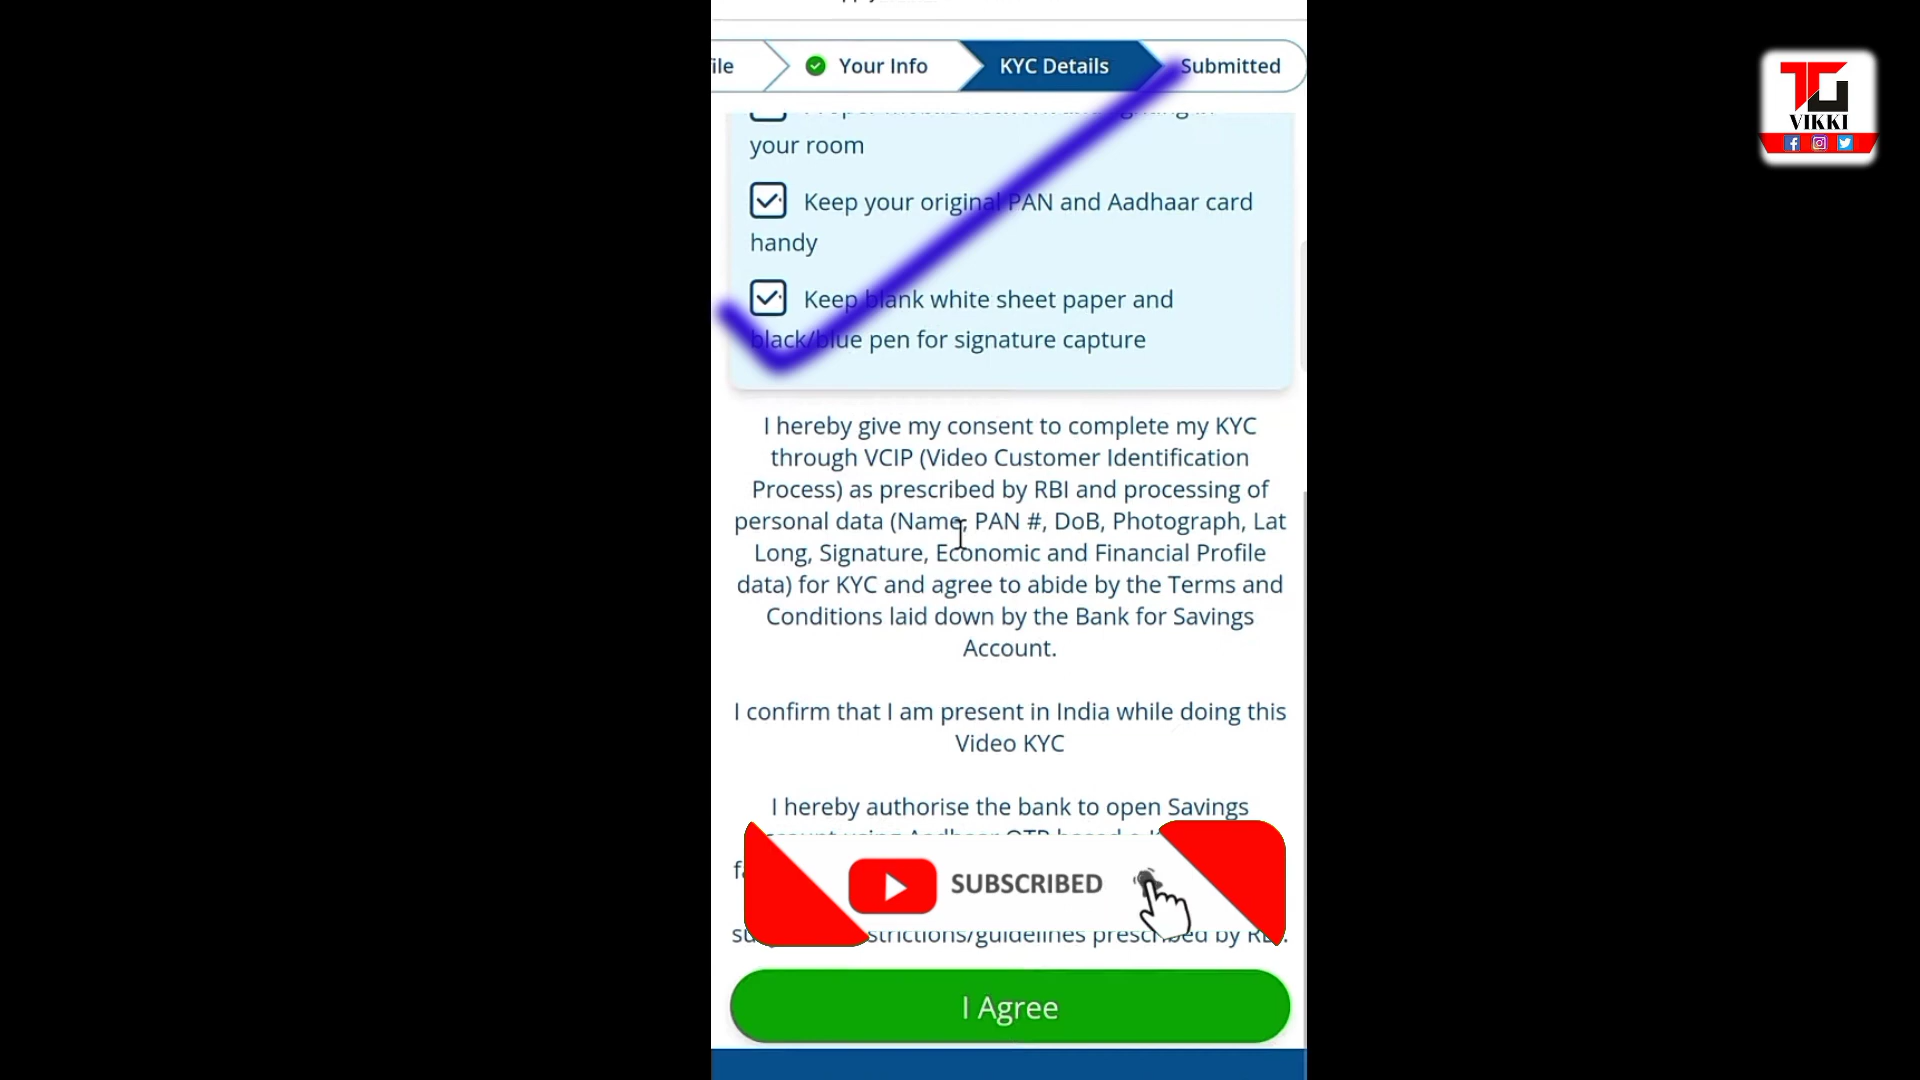 Your Info
KYC Details
Submitted
your room
Keep your original PAN and Aadhaar card
handy
Keep blank white sheet paper and
black/blue pen for signature capture
I hereby give my consent to complete my KYC
through VCIP (Video Customer Identification
Process) as prescribed by RBI and processing of
personal data (Name, PAN #, DoB, Photograph, Lat
Long, Signature, Economic and Financial Profile
data) for KYC and agree to abide by the Terms and
Conditions laid down by the Bank for Savings
Account.
I confirm that I am present in India while doing this
Video KYC
I hereby authorise the bank to open Savings
SUBSCRIBED
prescribed by
I Agree
TG
VIKKI